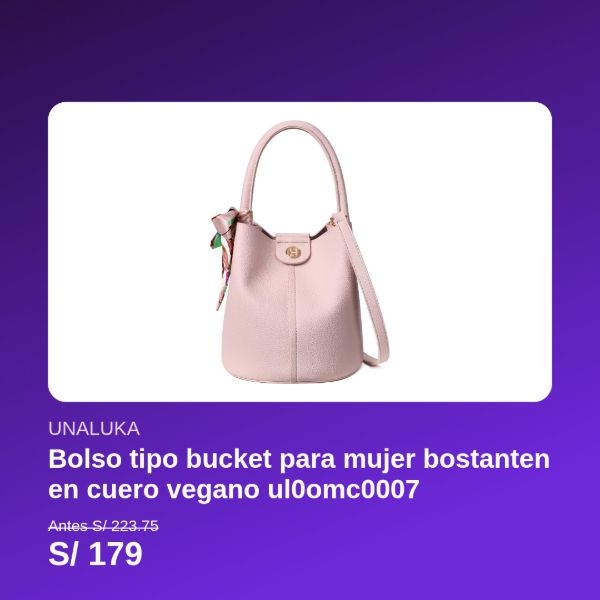 UNALUKA
Bolso tipo bucket para mujer bostanten
en cuero vegano ul0omc0007
Antes S/ 223.75
S/ 179